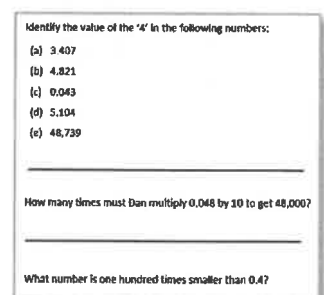 Identify the value of the '4' in the following numbers:
(a) 3.407
(b) 4.821
(c) 0.043
(d) 5.104
(e) 48,739
How many times must Dan multiply 0.048 by 10 to get 48,000?
What number is one hundred times smaller than 0.4?